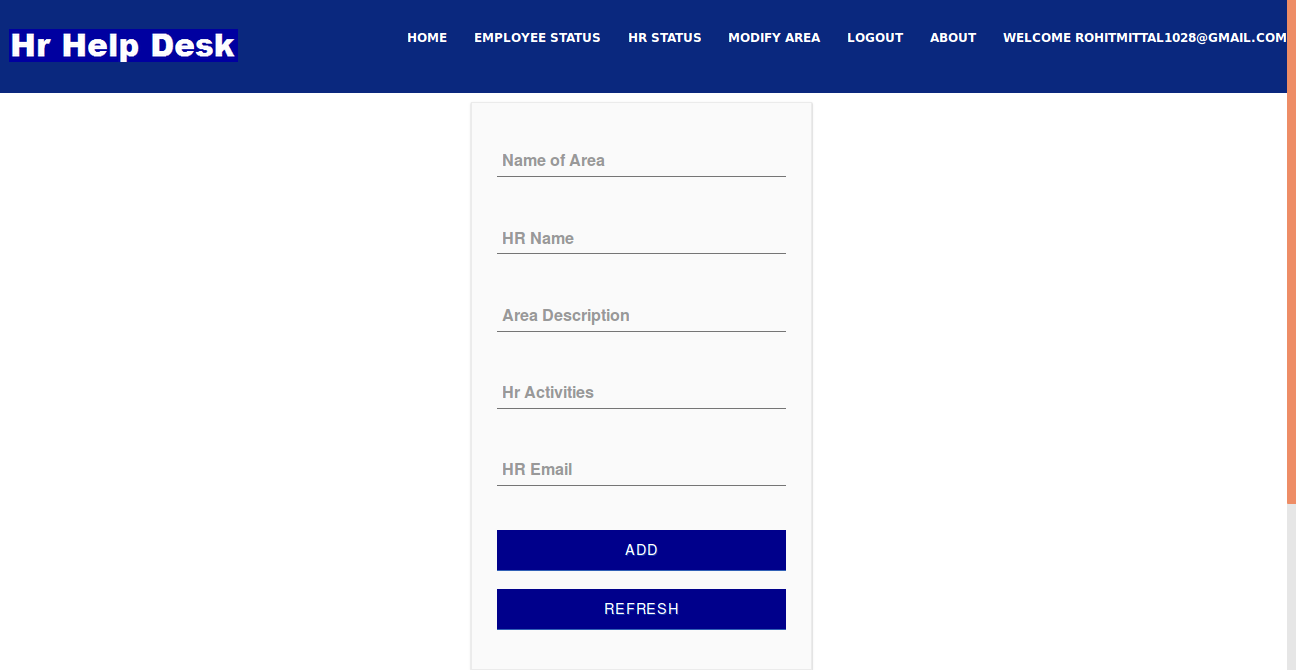 Hr Help Desk
HOME EMPLOYEE STATUS HR STATUS MODIFY AREA LOGOUT ABOUT WELCOME ROHITMITTAL1028@GMAIL.COM
Name of Area
HR Name
Area Description
Hr Activities
HR Email
ADD
REFRESH